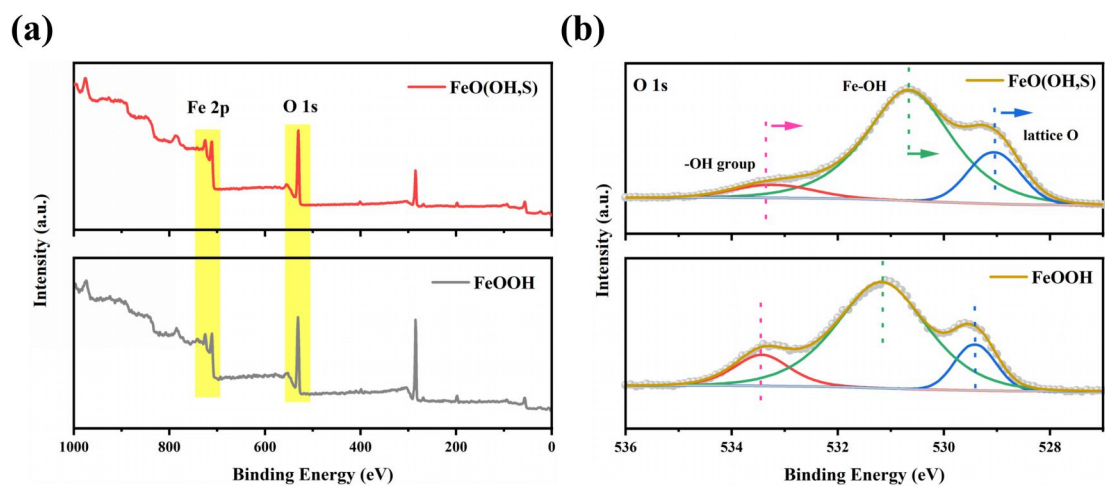 (a)
FeO(OH,S)
Fe 2p
O 1s
FeOOH
Intensity (a.u.)
1000
800
600
400
200
0
Binding Energy (eV)
(b)
O 1s
Fe-OH
FeO(OH,S)
lattice O
-OH group
FeOOH
Intensity (a.u.)
536
534
532
530
528
Binding Energy (eV)